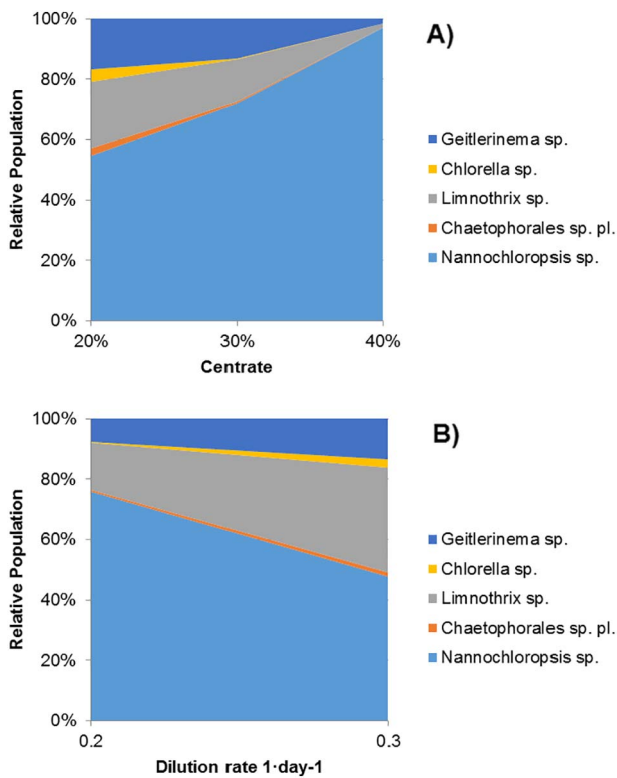 A)
100%
80%
60%
40%
20%
0%
Relative Population
20%
30%
40%
Centrate
Geitlerinema sp.
Chlorella sp.
Limnothrix sp.
Chaetophorales sp. pl.
Nannochloropsis sp.
B)
100%
80%
60%
40%
20%
0%
Relative Population
0.2
0.3
Dilution rate 1·day-1
Geitlerinema sp.
Chlorella sp.
Limnothrix sp.
Chaetophorales sp. pl.
Nannochloropsis sp.